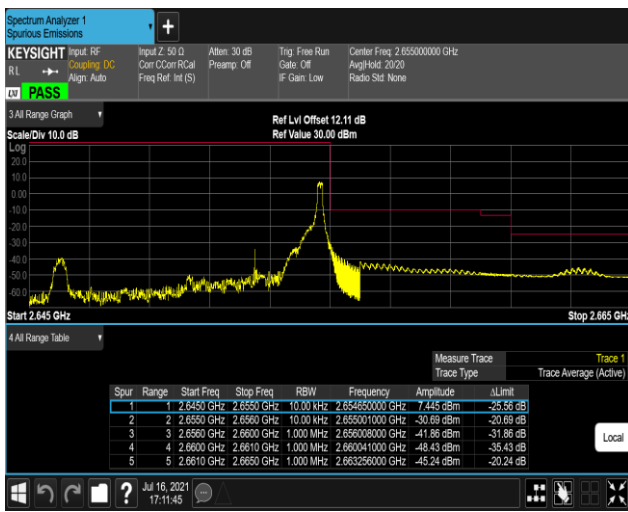 Spectrum Analyzer 1
Spurious Emissions
KEYSIGHT Input: RF Input Z: 50 Ω Atten: 30 dB Trig: Free Run Center Freq: 2.655000000 GHz
RL Coupling: DC Corr CCorr RCal Preamp: Off Gate: Off Avg|Hold: 20/20
Align: Auto Freq Ref: Int (S) IF Gain: Low Radio Std: None
LXI PASS
3 All Range Graph
Ref Lvl Offset 12.11 dB
Scale/Div 10.0 dB Ref Value 30.00 dBm
Log
20.0
10.0
0.00
-10.0
-20.0
-30.0
-40.0
-50.0
-60.0
Start 2.645 GHz Stop 2.665 GHz
4 All Range Table
Measure Trace Trace 1
Trace Type Trace Average (Active)
Spur Range Start Freq Stop Freq RBW Frequency Amplitude ΔLimit
1 1 2.6450 GHz 2.6550 GHz 10.00 kHz 2.654650000 GHz 7.445 dBm -25.56 dB
2 2 2.6550 GHz 2.6560 GHz 10.00 kHz 2.655001000 GHz -30.69 dBm -20.69 dB
3 3 2.6560 GHz 2.6600 GHz 1.000 MHz 2.656008000 GHz -41.86 dBm -31.86 dB
4 4 2.6600 GHz 2.6610 GHz 1.000 MHz 2.660041000 GHz -48.43 dBm -35.43 dB
5 5 2.6610 GHz 2.6650 GHz 1.000 MHz 2.663256000 GHz -45.24 dBm -20.24 dB
Local
Jul 16, 2021
17:11:45